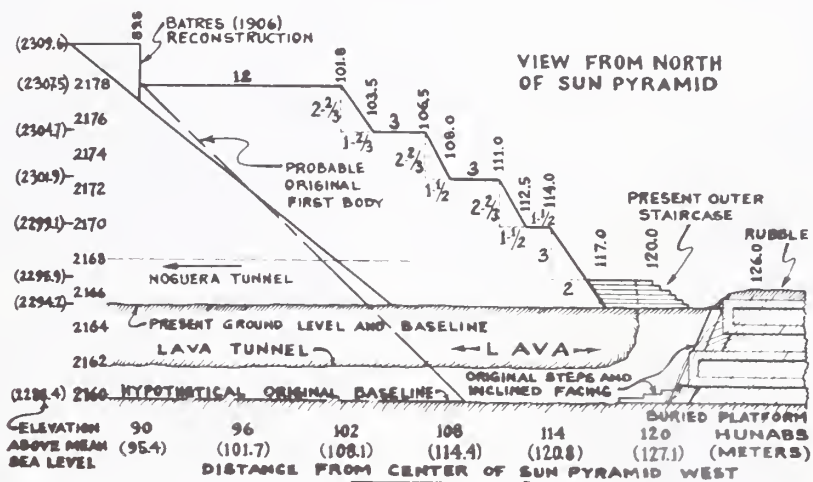 89.8
BATRES (1906)
RECONSTRUCTION
(2309.6)
VIEW FROM NORTH
OF SUN PYRAMID
(2307.5) 2178
12
101.8
103.5
106.5
108.0
111.0
112.5
114.0
117.0
120.0
126.0
2-2/3
1-2/3
3
2-2/3
1-1/2
3
2-2/3
1-1/2
1-1/2
3
2
2176
(2304.7)
2174
(2301.9)
2172
(2299.1) 2170
2168
(2295.9)
(2294.2) 2166
2164
2162
2160
PROBABLE
ORIGINAL
FIRST BODY
PRESENT OUTER
STAIRCASE
RUBBLE
NOGUERA TUNNEL
PRESENT GROUND LEVEL AND BASELINE
LAVA TUNNEL
LAVA
ORIGINAL STEPS AND
INCLINED FACING
HYPOTHETICAL ORIGINAL BASELINE
BURIED PLATFORM
ELEVATION
ABOVE MEAN
SEA LEVEL
90 96 102 108 114 120 HUNABS
(95.4) (101.7) (108.1) (114.4) (120.8) (127.1) (METERS)
DISTANCE FROM CENTER OF SUN PYRAMID WEST